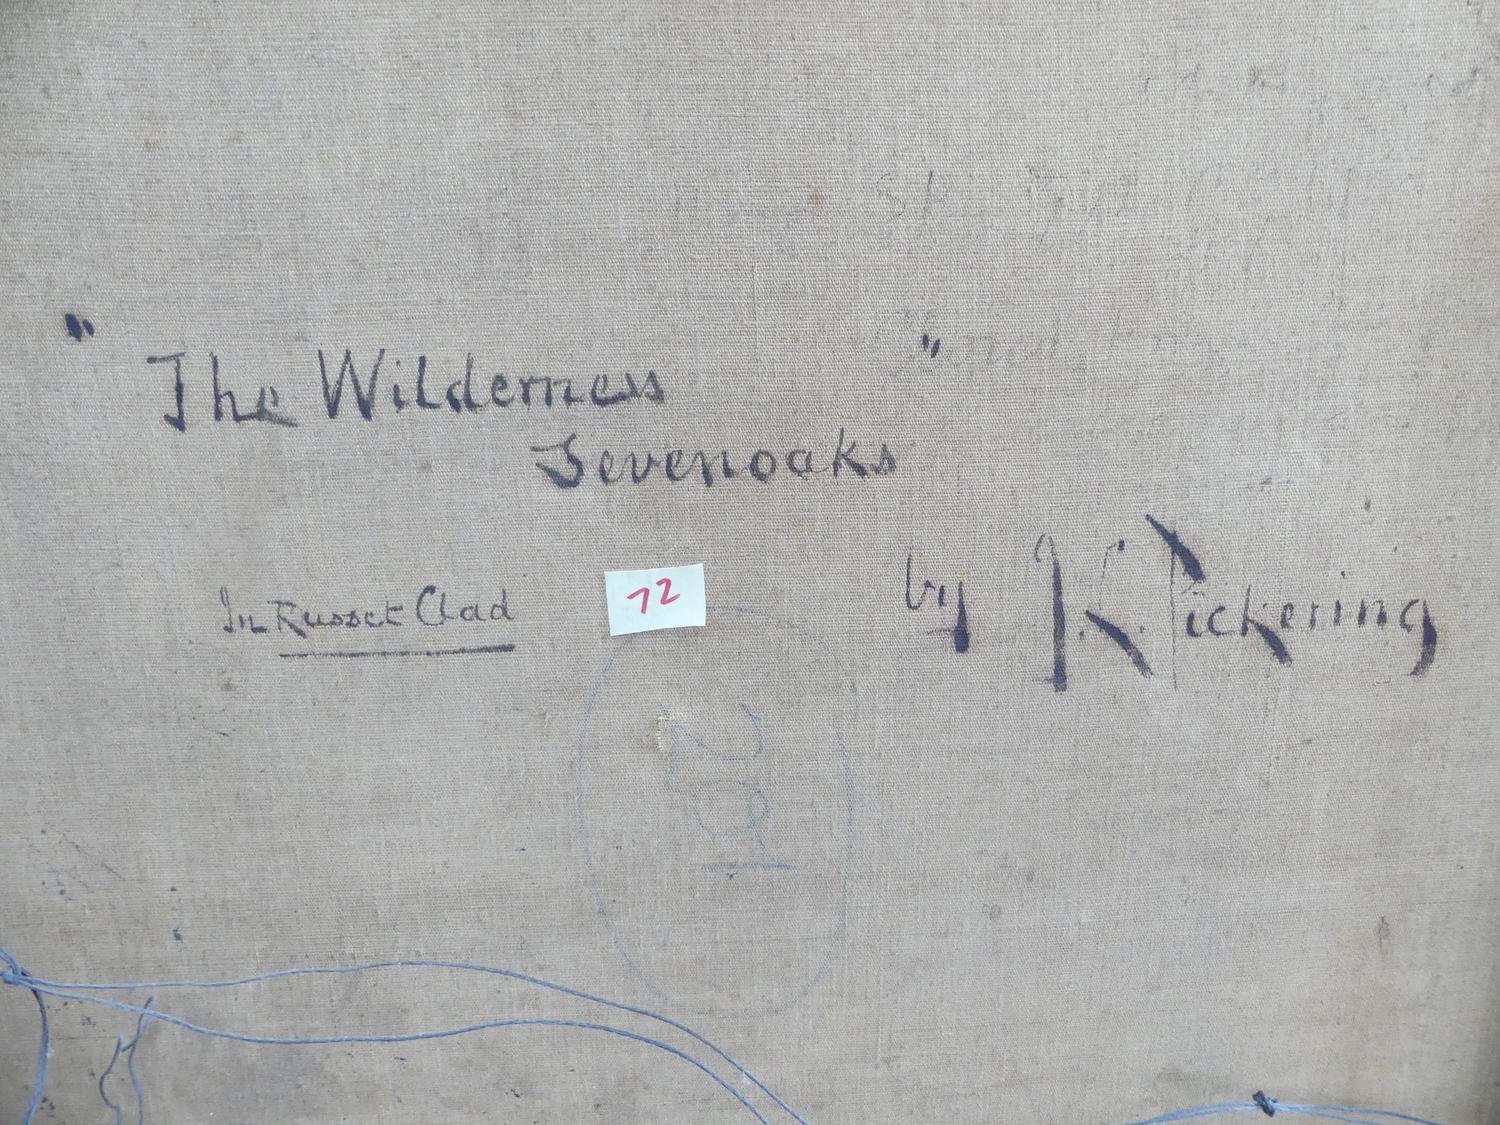 " The Wilderness "
Sevenoaks
by K. Pickering
In Russet Clad
72